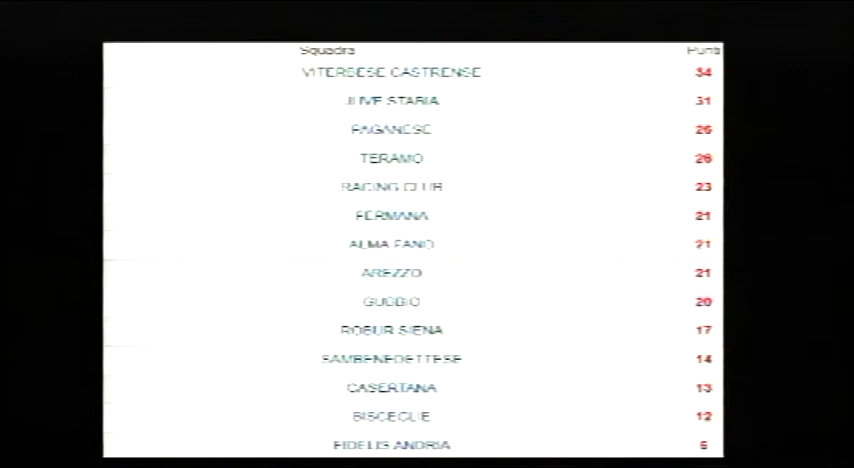 Squadra Punti
VITERBESE CASTRENSE 34
JUVE STABIA 31
PAGANESE 26
TERAMO 26
RACING CLUB 23
FERMANA 21
ALMA FANO 21
AREZZO 21
GUBBIO 20
ROBUR SIENA 17
SAMBENEDETTESE 14
CASERTANA 13
BISCEGLIE 12
FIDELIS ANDRIA